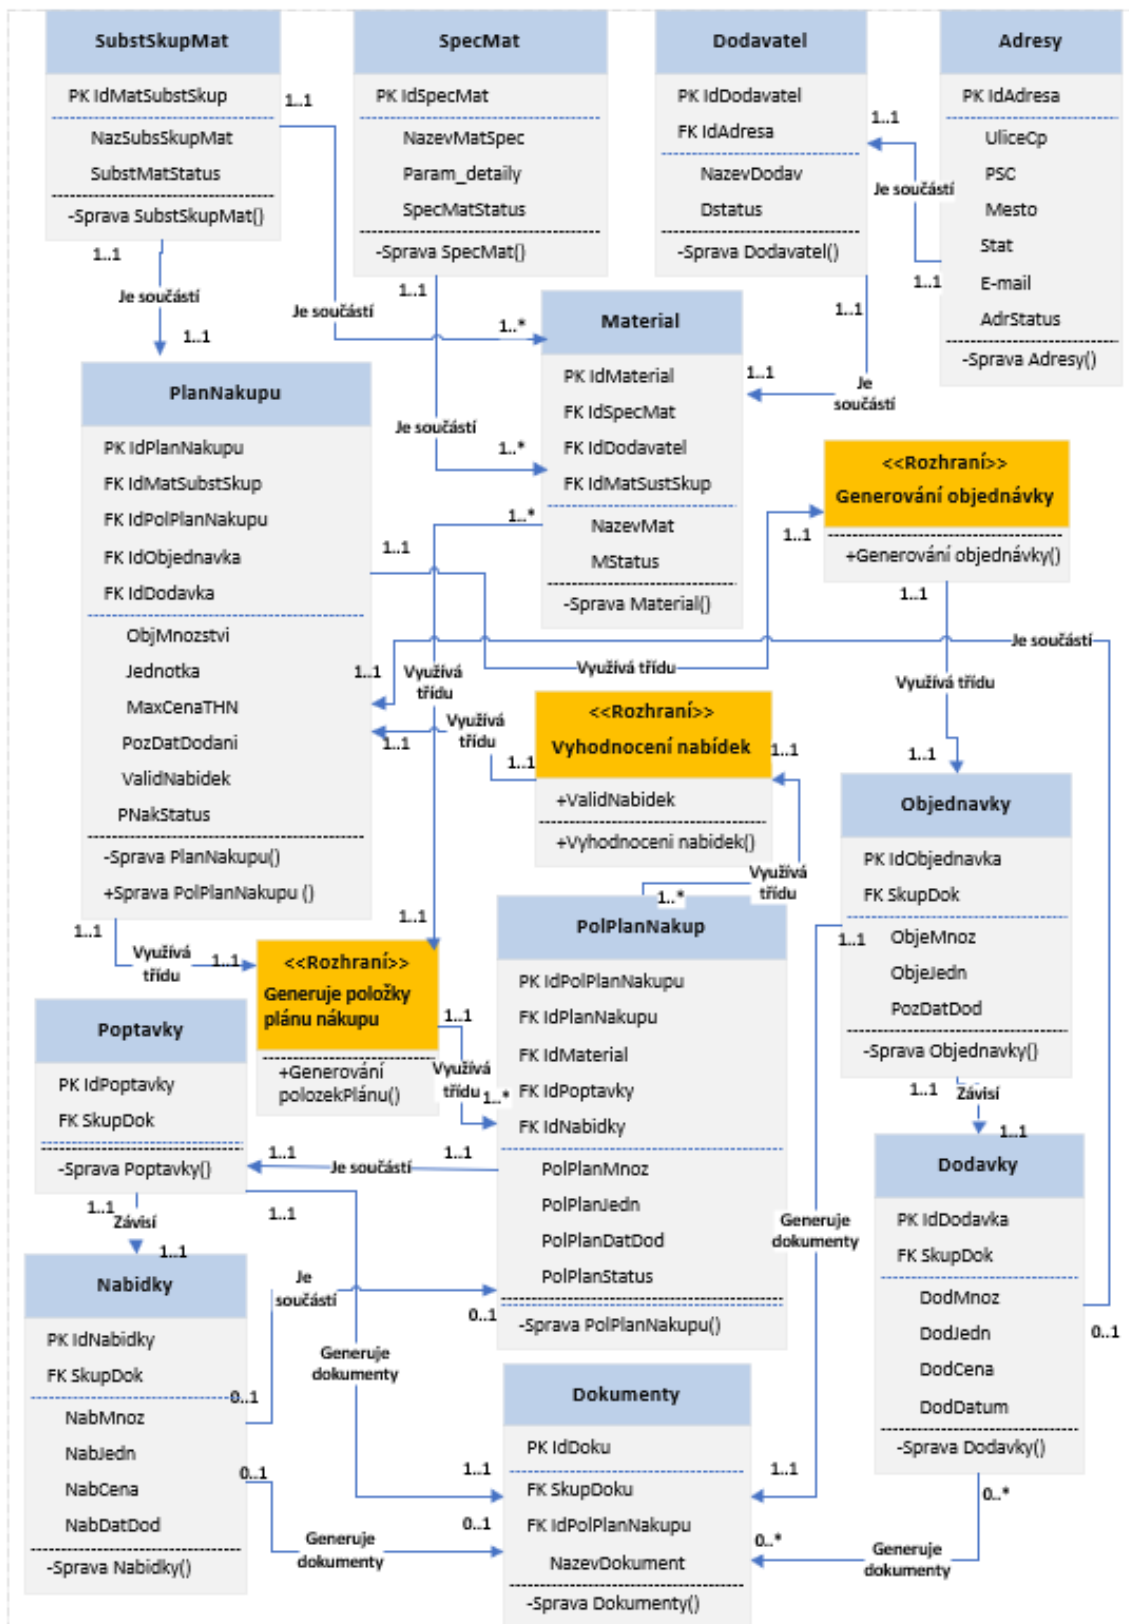 SubstSkupMat
PK IdMatSubstSkup
NazSubsSkupMat
SubstMatStatus
-Sprava SubstSkupMat()
1..1
1..1
Je součástí
1..1
SpecMat
PK IdSpecMat
NazevMatSpec
Param_detaily
SpecMatStatus
-Sprava SpecMat()
1..1
Je součástí
1..*
Je součástí
1..*
Dodavatel
PK IdDodavatel
FK IdAdresa
NazevDodav
Dstatus
-Sprava Dodavatel()
1..1
Je součástí
1..1
1..1
Je
součástí
1..1
Adresy
PK IdAdresa
UliceCp
PSC
Mesto
Stat
E-mail
AdrStatus
-Sprava Adresy()
Material
PK IdMaterial
FK IdSpecMat
FK IdDodavatel
FK IdMatSustSkup
NazevMat
MStatus
-Sprava Material()
1..*
PlanNakupu
PK IdPlanNakupu
FK IdMatSubstSkup
FK IdPolPlanNakupu
FK IdObjednavka
FK IdDodavka
ObjMnozstvi
Jednotka
MaxCenaTHN
PozDatDodani
ValidNabidek
PNakStatus
-Sprava PlanNakupu()
+Sprava PolPlanNakupu ()
1..1
1..1
1..1
1..1
Využívá
třídu
1..1
Využívá
třídu
1..1
Využívá třídu
1..1
Je součástí
<<Rozhraní>>
Generování objednávky
+Generování objednávky()
1..1
Využívá třídu
1..1
<<Rozhraní>>
Vyhodnocení nabídek
+ValidNabidek
+Vyhodnoceni nabidek()
Využívá
třídu
1..1
1..1
Využívá
třídu
1..*
Objednavky
PK IdObjednavka
FK SkupDok
ObjeMnoz
ObjeJedn
PozDatDod
-Sprava Objednavky()
1..1
1..1
Závisí
1..1
<<Rozhraní>>
Generuje položky
plánu nákupu
+Generování
polozekPlánu()
1..1
Využívá
třídu
1..*
PolPlanNakup
PK IdPolPlanNakupu
FK IdPlanNakupu
FK IdMaterial
FK IdPoptavky
FK IdNabidky
PolPlanMnoz
PolPlanJedn
PolPlanDatDod
PolPlanStatus
-Sprava PolPlanNakupu()
Poptavky
PK IdPoptavky
FK SkupDok
-Sprava Poptavky()
1..1
Je součástí
1..1
1..1
Závisí
1..1
1..1
Generuje
dokumenty
1..1
Nabidky
PK IdNabidky
FK SkupDok
NabMnoz
NabJedn
NabCena
NabDatDod
-Sprava Nabidky()
0..1
Je
součástí
0..1
0..1
Generuje
dokumenty
0..1
Generuje
dokumenty
1..1
Dokumenty
PK IdDoku
FK SkupDoku
FK IdPolPlanNakupu
NazevDokument
-Sprava Dokumenty()
Dodavky
PK IdDodavka
FK SkupDok
DodMnoz
DodJedn
DodCena
DodDatum
-Sprava Dodavky()
0..1
0..*
Generuje
dokumenty
0..*